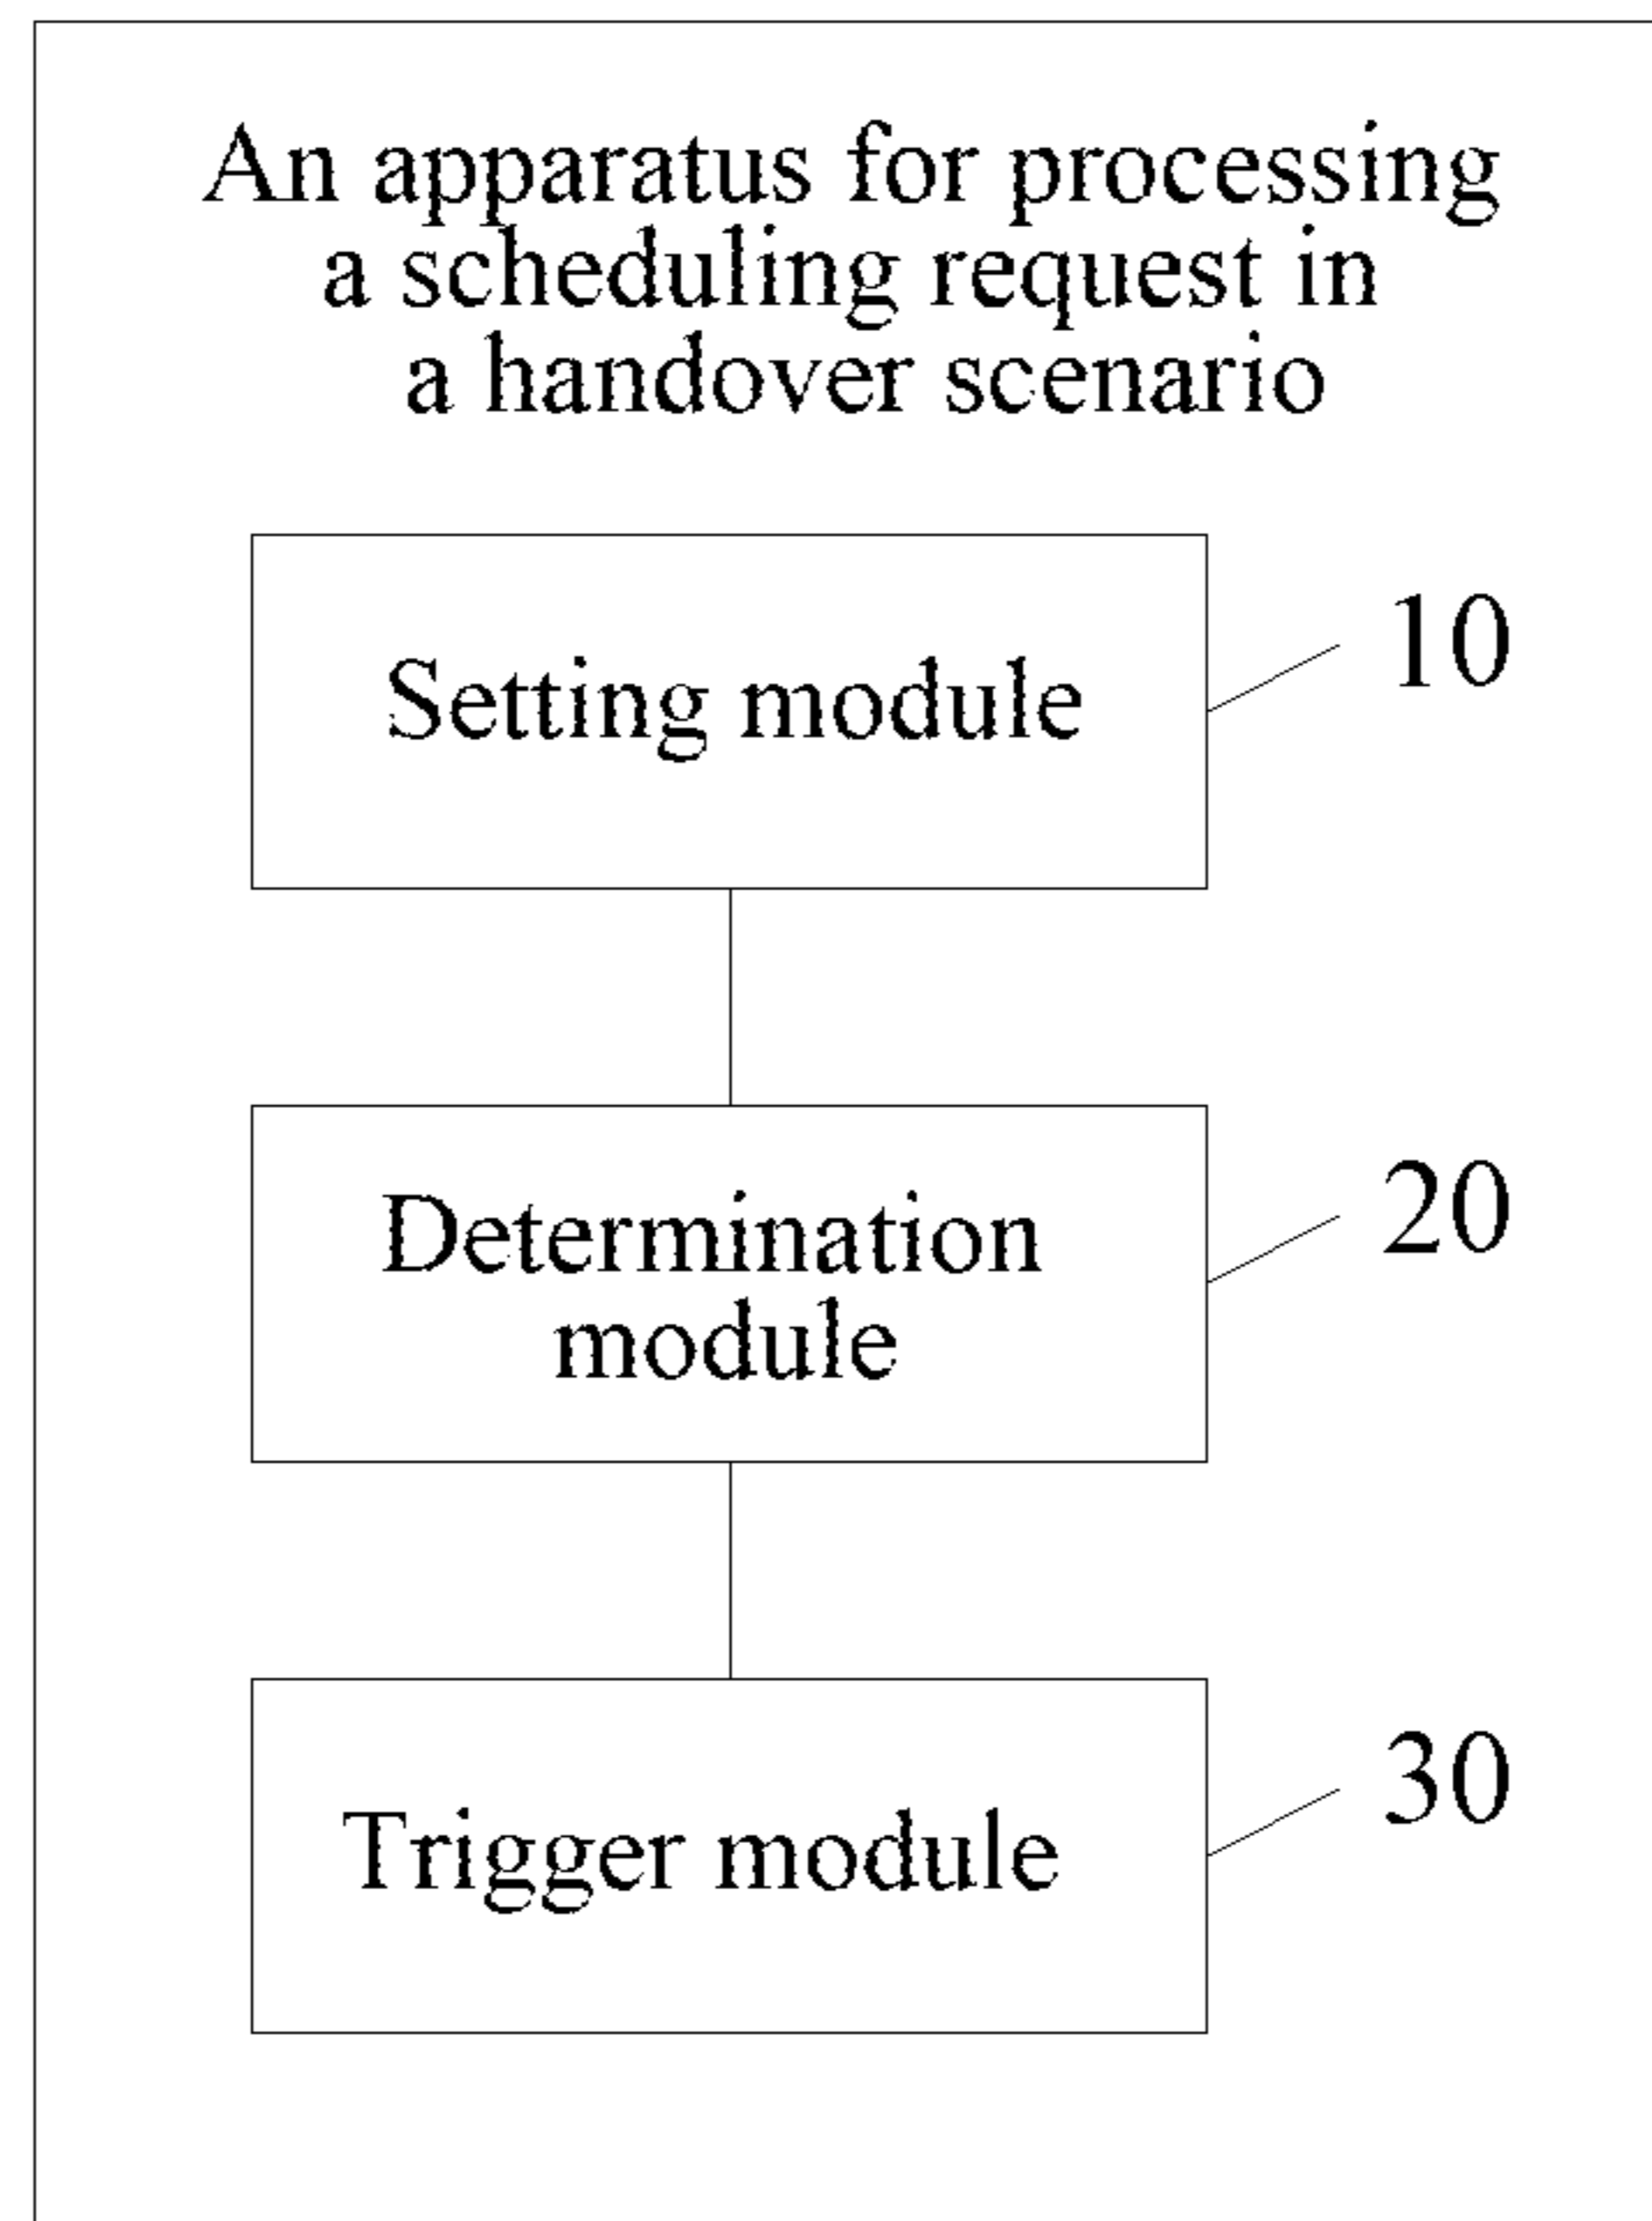 An apparatus for processing
a scheduling request in
a handover scenario
Setting module
10
Determination
module
20
Trigger module
30